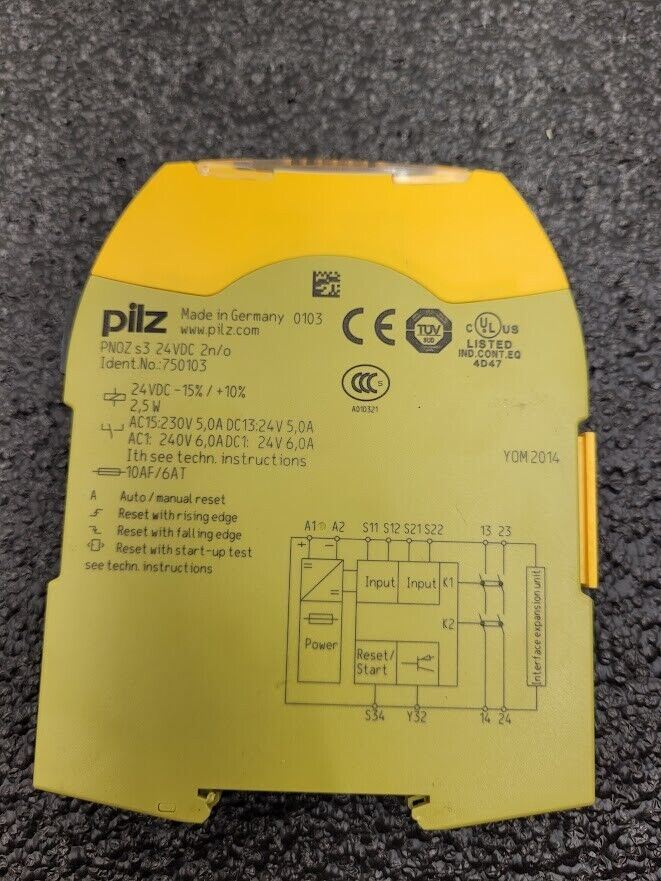 pilz
Made in Germany 0103
www.pilz.com
PNOZ s3 24VDC 2n/o
Ident.No.:750103
CE
TÜV
SÜD
c UL US
LISTED
IND.CONT.EQ
4D47
CCC S
A010321
24VDC -15% / +10%
2,5 W
AC15:230V 5,0A DC13:24V 5,0A
AC1: 240V 6,0A DC1: 24V 6,0A
Ith see techn. instructions
10AF/6AT
YOM 2014
A Auto/manual reset
Reset with rising edge
Reset with falling edge
Reset with start-up test
see techn. instructions
A1 A2 S11 S12 S21 S22 13 23
+ −
Input Input K1
K2
Power
Reset/
Start
Interface expansion unit
S34 Y32 14 24